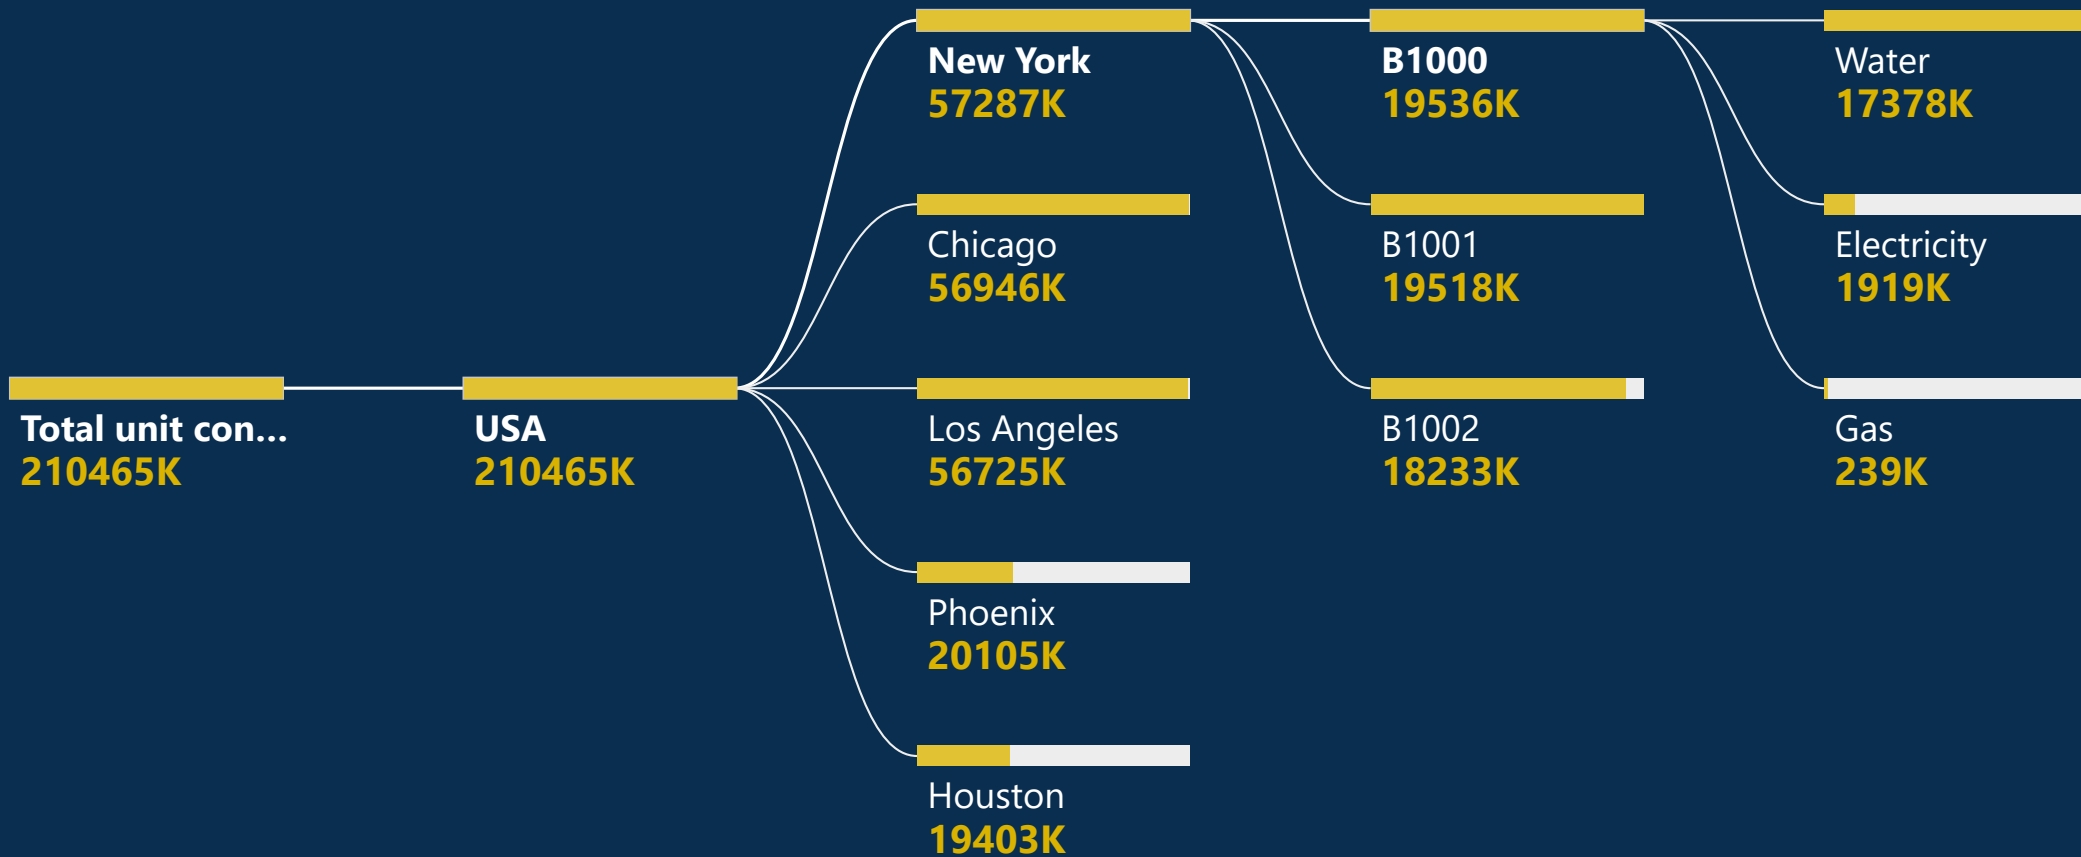 Total unit con...
210465K
USA
210465K
New York
57287K
Chicago
56946K
Los Angeles
56725K
Phoenix
20105K
Houston
19403K
B1000
19536K
B1001
19518K
B1002
18233K
Water
17378K
Electricity
1919K
Gas
239K